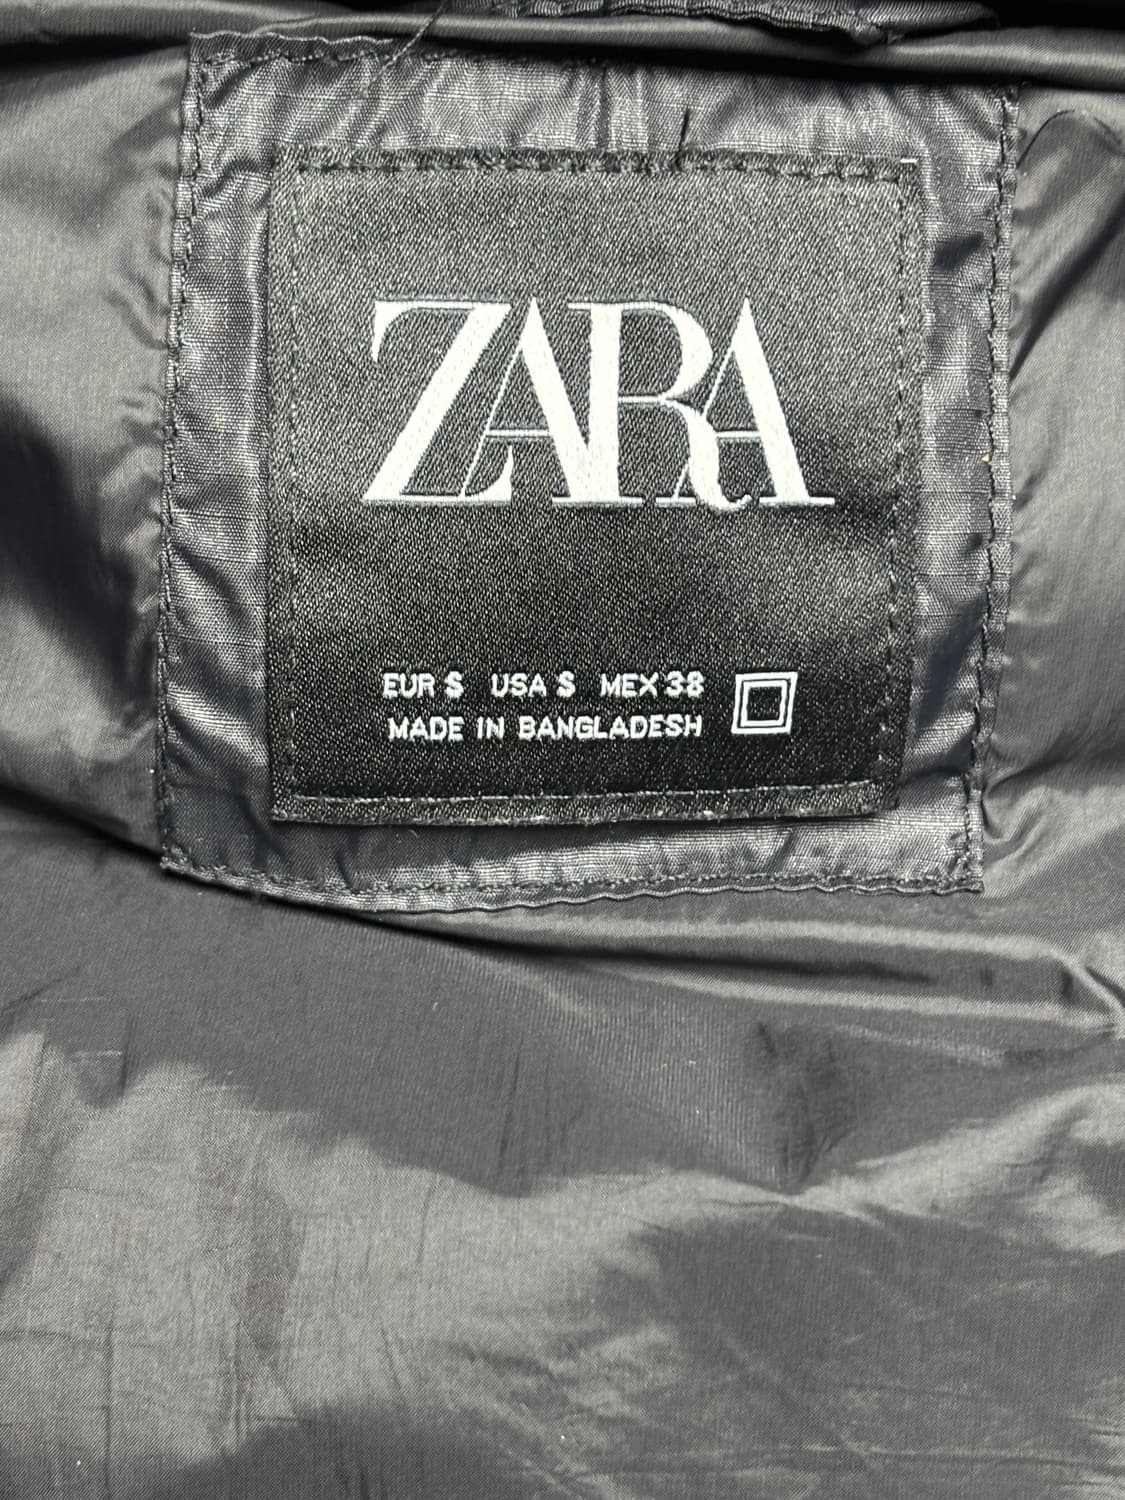 ZARA
EUR S USA S MEX 38
MADE IN BANGLADESH